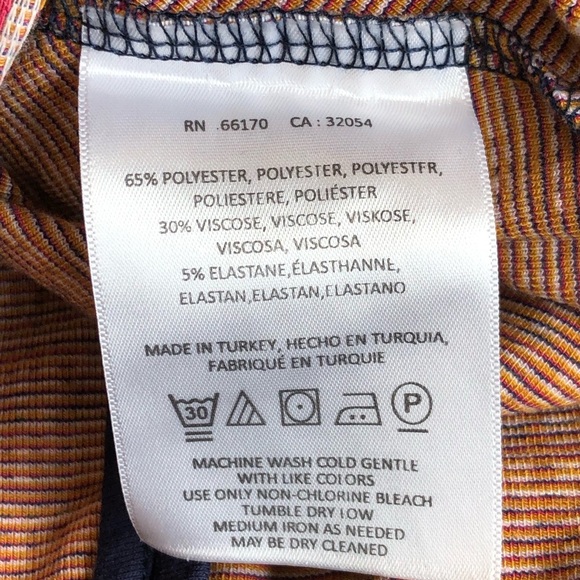 RN 66170 CA : 32054
65% POLYESTER, POLYESTER, POLYESTER,
POLIESTERE, POLIÉSTER
30% VISCOSE, VISCOSE, VISKOSE,
VISCOSA, VISCOSA
5% ELASTANE,ÉLASTHANNE,
ELASTAN,ELASTAN,ELASTANO
MADE IN TURKEY, HECHO EN TURQUIA,
FABRIQUÉ EN TURQUIE
30 P
MACHINE WASH COLD GENTLE
WITH LIKE COLORS
USE ONLY NON-CHLORINE BLEACH
TUMBLE DRY LOW
MEDIUM IRON AS NEEDED
MAY BE DRY CLEANED